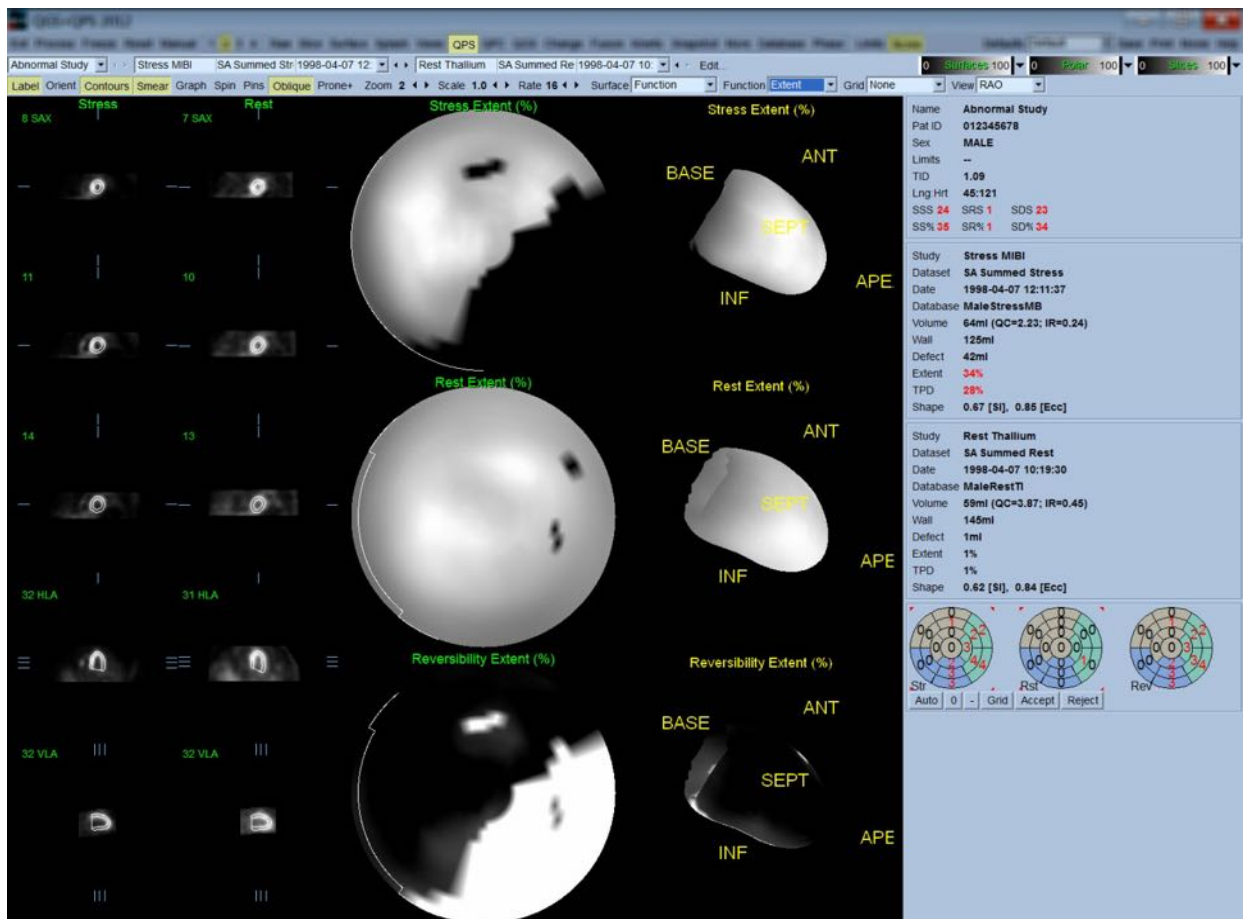 QGS+QPS 2012
QPS
Abnormal Study Stress MIBI SA Summed Str 1998-04-07 12: Rest Thallium SA Summed Re 1998-04-07 10: Edit...
0 Surfaces 100 0 Polar 100 0 Slices 100
Label Orient Contours Smear Graph Spin Pins Oblique Prone+ Zoom 2 Scale 1.0 Rate 16 Surface Function Function Extent Grid None View RAO
Stress Rest Stress Extent (%) Stress Extent (%)
8 SAX 7 SAX
ANT
BASE
SEPT
11 10
APE
INF
Rest Extent (%) Rest Extent (%)
14 13
ANT
BASE
SEPT
APE
INF
32 HLA 31 HLA
Reversibility Extent (%) Reversibility Extent (%)
ANT
BASE
32 VLA 32 VLA
SEPT
APE
INF
Name Abnormal Study
Pat ID 012345678
Sex MALE
Limits --
TID 1.09
Lng Hrt 45:121
SSS 24 SRS 1 SDS 23
SS% 35 SR% 1 SD% 34
Study Stress MIBI
Dataset SA Summed Stress
Date 1998-04-07 12:11:37
Database MaleStressMB
Volume 64ml (QC=2.23; IR=0.24)
Wall 125ml
Defect 42ml
Extent 34%
TPD 28%
Shape 0.67 [SI], 0.85 [Ecc]
Study Rest Thallium
Dataset SA Summed Rest
Date 1998-04-07 10:19:30
Database MaleRestTl
Volume 59ml (QC=3.87; IR=0.45)
Wall 145ml
Defect 1ml
Extent 1%
TPD 1%
Shape 0.62 [SI], 0.84 [Ecc]
Str Rst Rev
Auto 0 - Grid Accept Reject